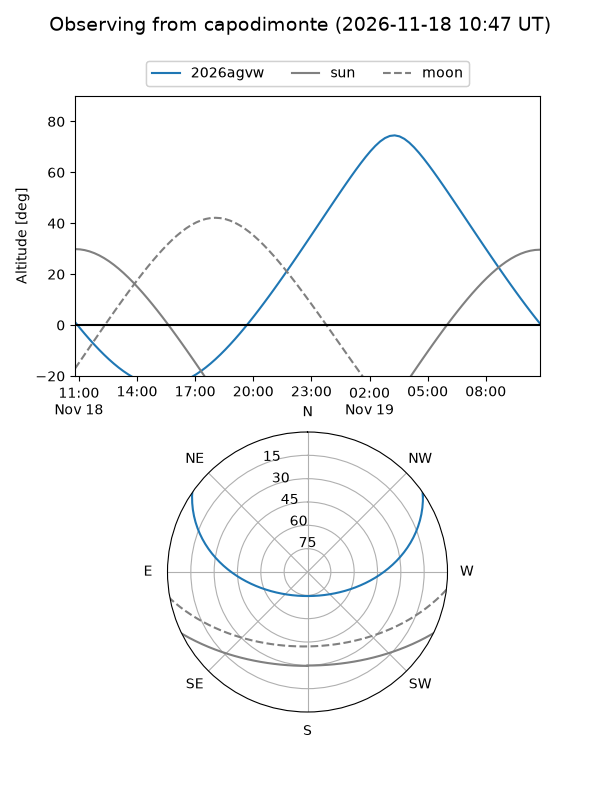 Observing from capodimonte (2026-11-18 10:47 UT)
2026agvw sun moon
Altitude [deg]
80
60
40
20
0
−20
11:00 14:00 17:00 20:00 23:00 02:00 05:00 08:00
Nov 18 Nov 19
N
NE NW
15
30
45
60
75
E W
SE SW
S